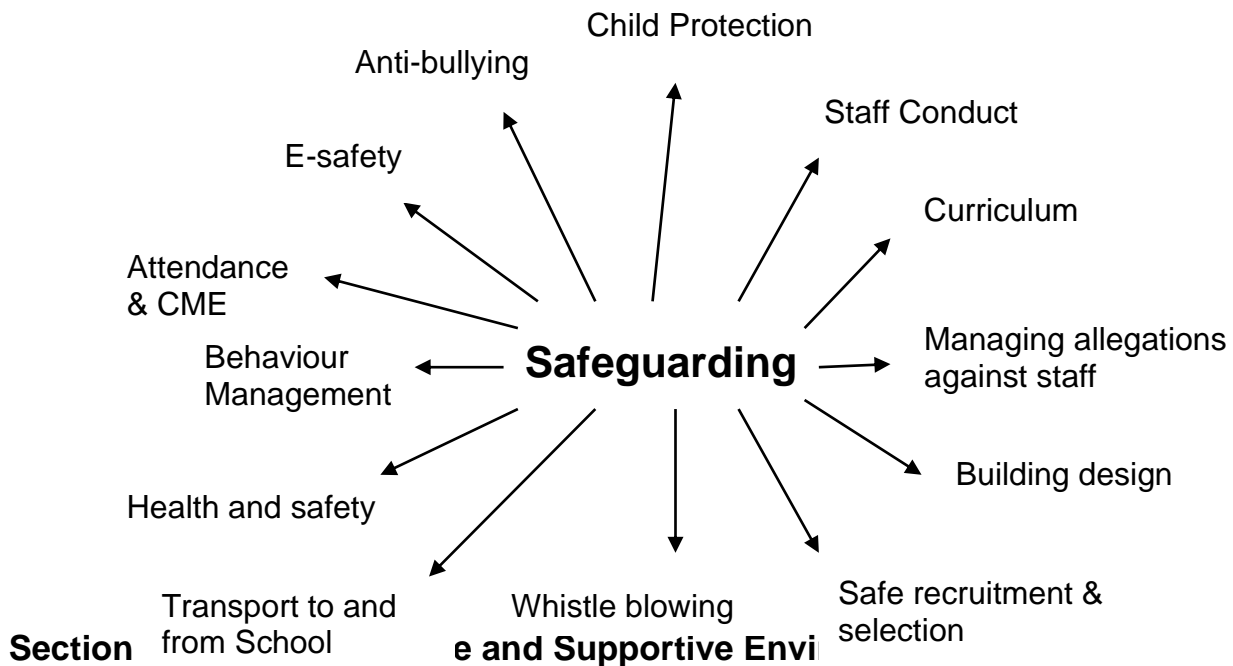 Child Protection
Anti-bullying
Staff Conduct
E-safety
Curriculum
Attendance
& CME
Behaviour
Management
Safeguarding
Managing allegations
against staff
Building design
Health and safety
Transport to and
from School
Whistle blowing
Safe recruitment &
selection
Section
and Supportive